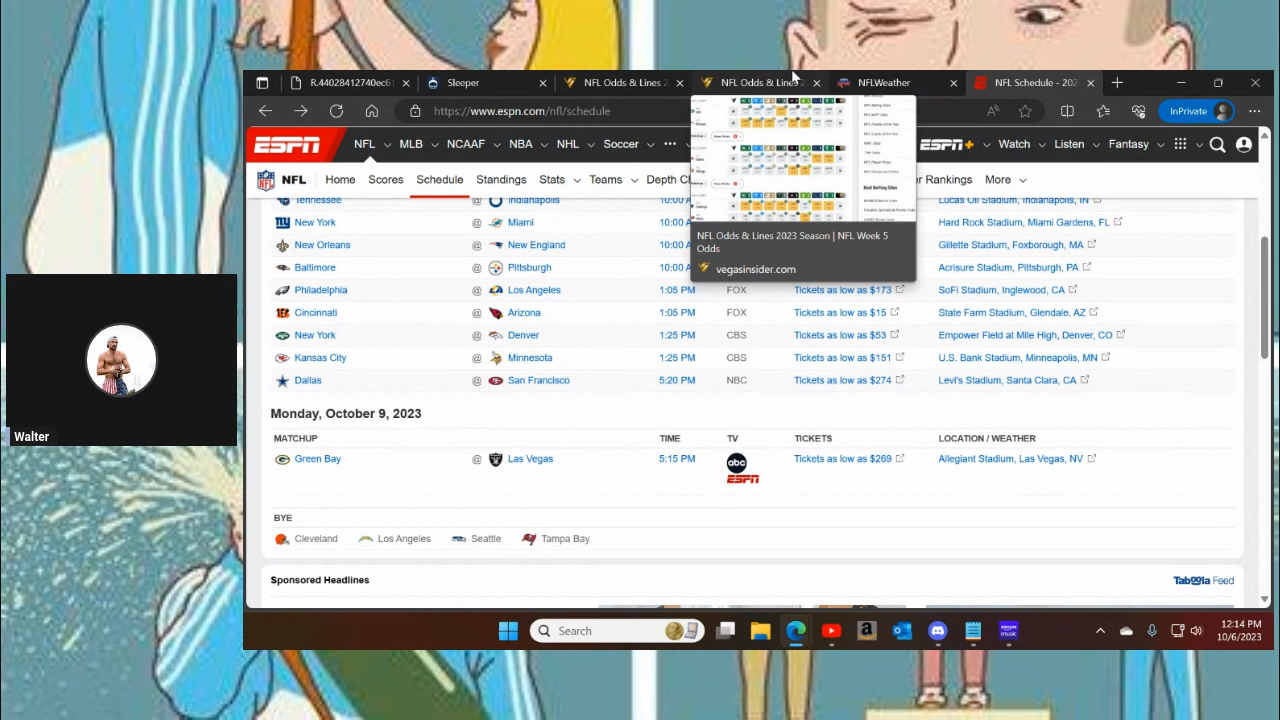 R.44028412740ec6
Sleeper
NFL Odds & Lines 2
NFL Odds & Lines 2
NFLWeather
NFL Schedule - 202
https://www.espn.com/nfl/schedule
InPrivate
ESPN NFL MLB NBA NHL Soccer ••• ESPN+ Watch Listen Fantasy
NFL Home Scores More
NFL Odds & Lines 2023 Season | NFL Week 5 Odds
vegasinsider.com
Tennessee @ Indianapolis 10:00 Lucas Oil Stadium, Indianapolis, IN
New York Miami 10:00 A Hard Rock Stadium, Miami Gardens, FL
New Orleans @ New England 10:00 A Gillette Stadium, Foxborough, MA
Baltimore @ Pittsburgh 10:00 A Acrisure Stadium, Pittsburgh, PA
Philadelphia @ Los Angeles 1:05 PM FOX Tickets as low as $173 SoFi Stadium, Inglewood, CA
Cincinnati @ Arizona 1:05 PM FOX Tickets as low as $15 State Farm Stadium, Glendale, AZ
New York @ Denver 1:25 PM CBS Tickets as low as $53 Empower Field at Mile High, Denver, CO
Kansas City @ Minnesota 1:25 PM CBS Tickets as low as $151 U.S. Bank Stadium, Minneapolis, MN
Dallas @ San Francisco 5:20 PM NBC Tickets as low as $274 Levi's Stadium, Santa Clara, CA
Monday, October 9, 2023
MATCHUP TIME TV TICKETS LOCATION / WEATHER
Green Bay @ Las Vegas 5:15 PM abc ESPN Tickets as low as $269 Allegiant Stadium, Las Vegas, NV
BYE
Cleveland Los Angeles Seattle Tampa Bay
Sponsored Headlines
Taboola Feed
Walter
Search
12:14 PM
10/6/2023